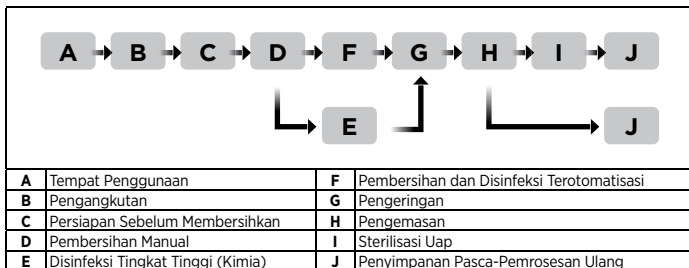 A B C D F G H I J
E J
A Tempat Penggunaan F Pembersihan dan Disinfeksi Terotomatisasi
B Pengangkutan G Pengeringan
C Persiapan Sebelum Membersihkan H Pengemasan
D Pembersihan Manual I Sterilisasi Uap
E Disinfeksi Tingkat Tinggi (Kimia) J Penyimpanan Pasca-Pemrosesan Ulang